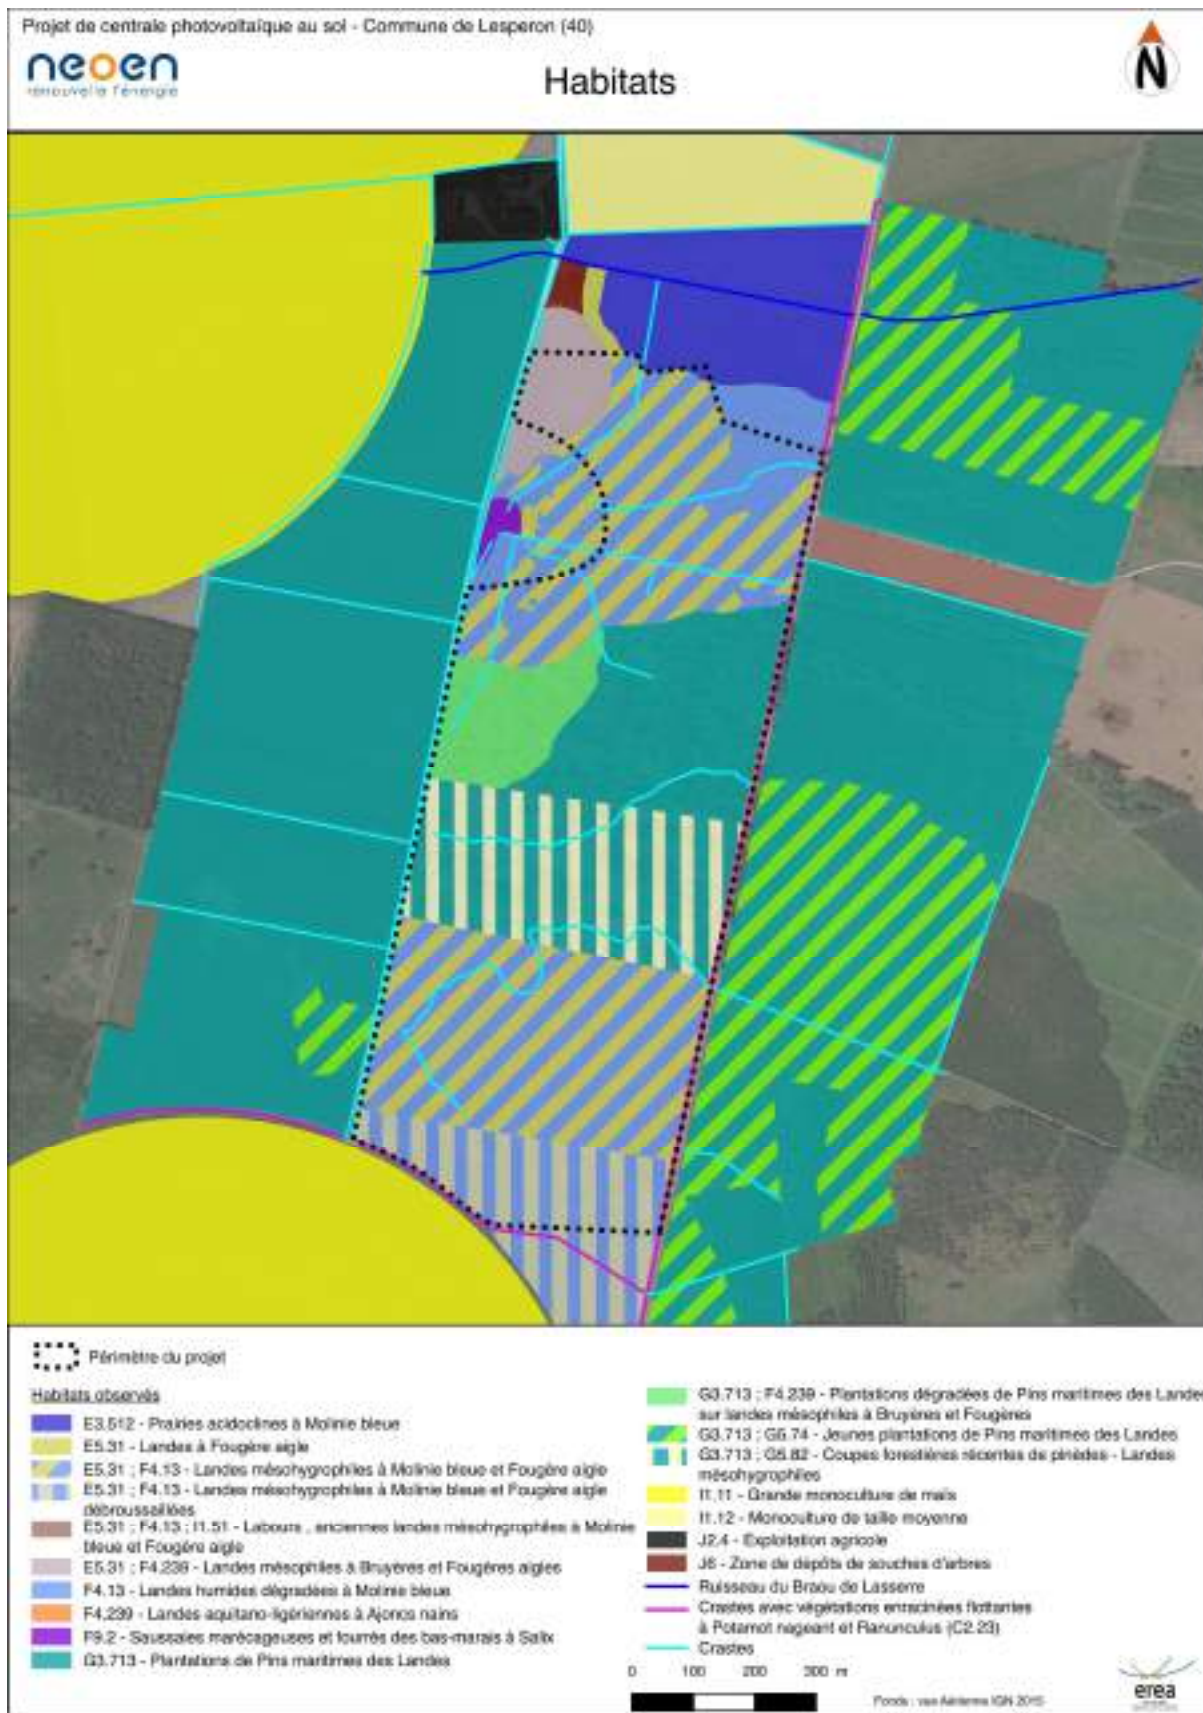 Projet de centrale photovoltaïque au sol - Commune de Lesperon (40)
neoen
renouvelle l'énergie
Habitats
N
Périmètre du projet
Habitats observés
E3.512 - Prairies acidoclines à Molinie bleue
E5.31 - Landes à Fougère aigle
E5.31 ; F4.13 - Landes mésohygrophiles à Molinie bleue et Fougère aigle
E5.31 ; F4.13 - Landes mésohygrophiles à Molinie bleue et Fougère aigle
débroussaillées
E5.31 ; F4.13 ; I1.51 - Labours , anciennes landes mésohygrophiles à Molinie
bleue et Fougère aigle
E5.31 ; F4.239 - Landes mésophiles à Bruyères et Fougères aigles
F4.13 - Landes humides dégradées à Molinie bleue
F4.239 - Landes aquitano-ligériennes à Ajoncs nains
F9.2 - Saussaies marécageuses et fourrés des bas-marais à Salix
G3.713 - Plantations de Pins maritimes des Landes
G3.713 ; F4.239 - Plantations dégradées de Pins maritimes des Landes
sur landes mésophiles à Bruyères et Fougères
G3.713 ; G5.74 - Jeunes plantations de Pins maritimes des Landes
G3.713 ; G5.82 - Coupes forestières récentes de pinèdes - Landes
mésohygrophiles
I1.11 - Grande monoculture de maïs
I1.12 - Monoculture de taille moyenne
J2.4 - Exploitation agricole
J6 - Zone de dépôts de souches d'arbres
Ruisseau du Braou de Lasserre
Crastes avec végétations enracinées flottantes
à Potamot nageant et Ranunculus (C2.23)
Crastes
0 100 200 300 m
Fonds : vue Aérienne IGN 2015
erea